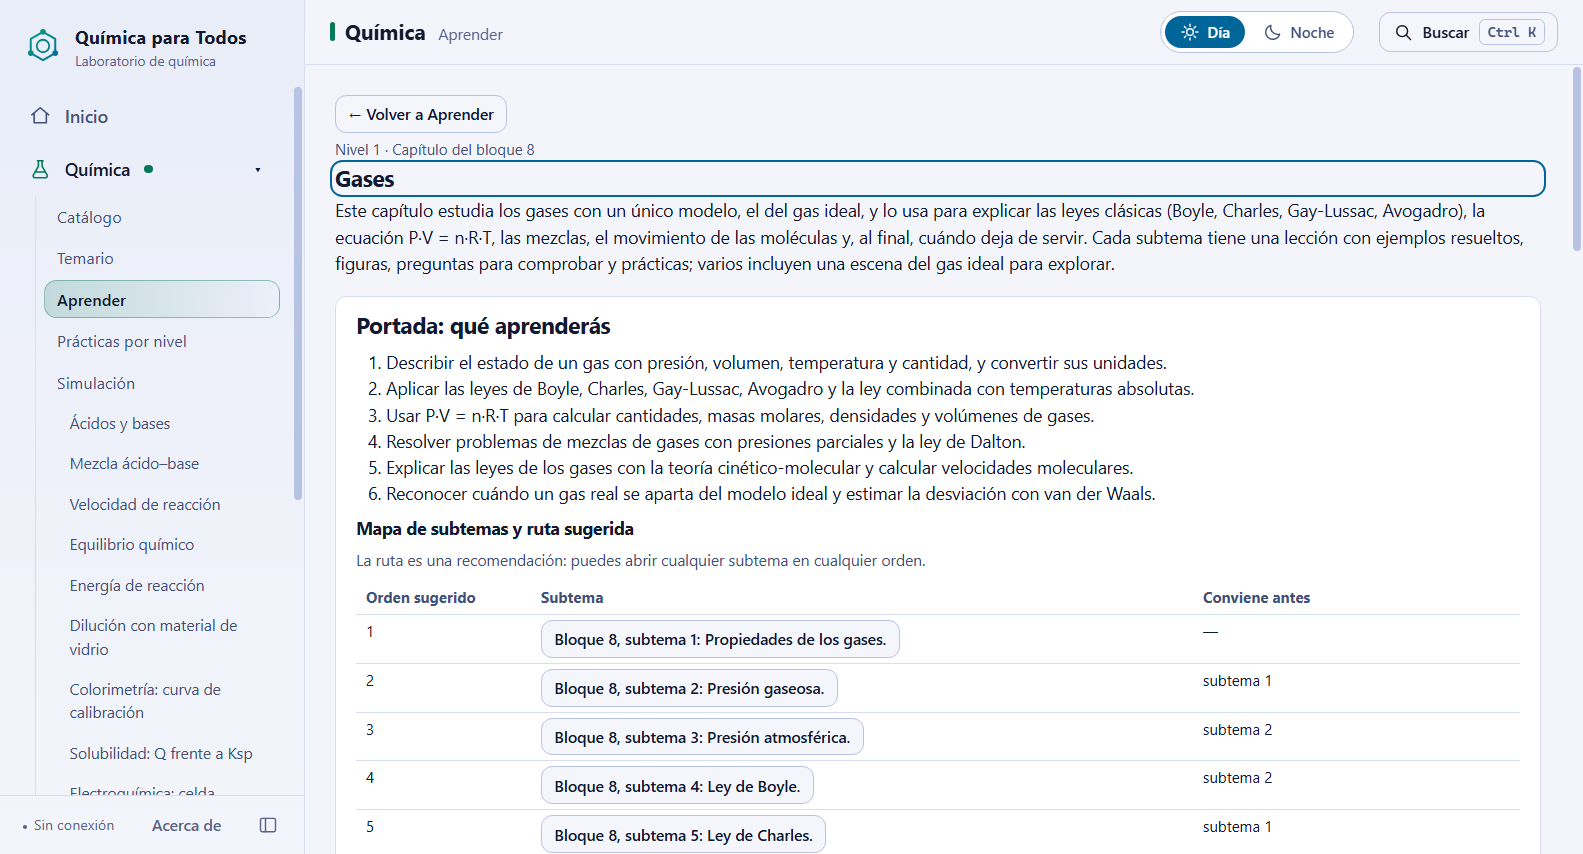 Química para Todos
Laboratorio de química
Inicio
Química
Catálogo
Temario
Aprender
Prácticas por nivel
Simulación
Ácidos y bases
Mezcla ácido–base
Velocidad de reacción
Equilibrio químico
Energía de reacción
Dilución con material de
vidrio
Colorimetría: curva de
calibración
Solubilidad: Q frente a Ksp
Electroquímica: celda
Sin conexión
Acerca de
Química Aprender
Día
Noche
Buscar Ctrl K
← Volver a Aprender
Nivel 1 · Capítulo del bloque 8
Gases
Este capítulo estudia los gases con un único modelo, el del gas ideal, y lo usa para explicar las leyes clásicas (Boyle, Charles, Gay-Lussac, Avogadro), la
ecuación P·V = n·R·T, las mezclas, el movimiento de las moléculas y, al final, cuándo deja de servir. Cada subtema tiene una lección con ejemplos resueltos,
figuras, preguntas para comprobar y prácticas; varios incluyen una escena del gas ideal para explorar.
Portada: qué aprenderás
1. Describir el estado de un gas con presión, volumen, temperatura y cantidad, y convertir sus unidades.
2. Aplicar las leyes de Boyle, Charles, Gay-Lussac, Avogadro y la ley combinada con temperaturas absolutas.
3. Usar P·V = n·R·T para calcular cantidades, masas molares, densidades y volúmenes de gases.
4. Resolver problemas de mezclas de gases con presiones parciales y la ley de Dalton.
5. Explicar las leyes de los gases con la teoría cinético-molecular y calcular velocidades moleculares.
6. Reconocer cuándo un gas real se aparta del modelo ideal y estimar la desviación con van der Waals.
Mapa de subtemas y ruta sugerida
La ruta es una recomendación: puedes abrir cualquier subtema en cualquier orden.
Orden sugerido Subtema Conviene antes
1 Bloque 8, subtema 1: Propiedades de los gases. —
2 Bloque 8, subtema 2: Presión gaseosa. subtema 1
3 Bloque 8, subtema 3: Presión atmosférica. subtema 2
4 Bloque 8, subtema 4: Ley de Boyle. subtema 2
5 Bloque 8, subtema 5: Ley de Charles. subtema 1